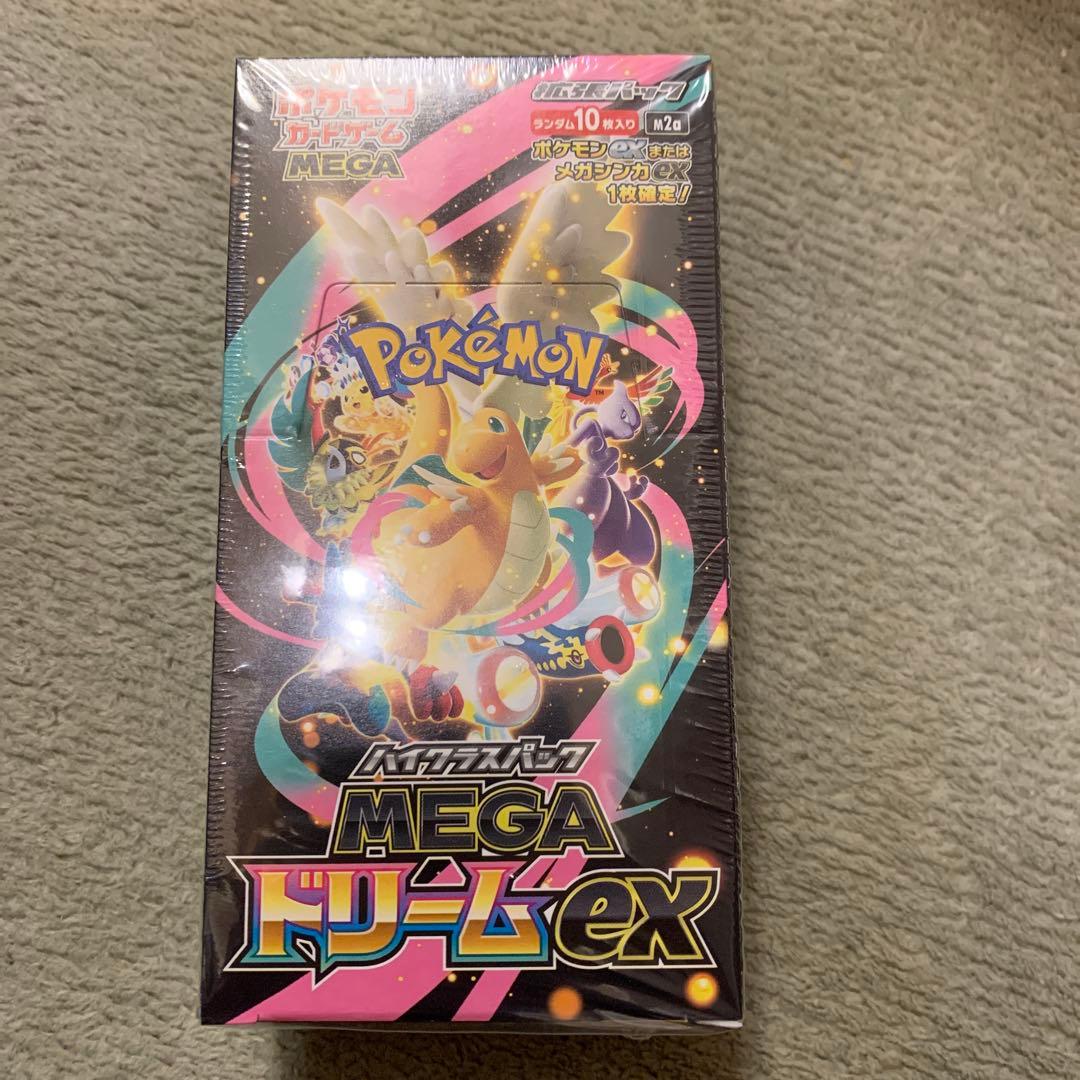 ポケモン
カードゲーム
MEGA
拡張パック
ランダム10枚入り M2a
ポケモンexまたは
メガシンカex
1枚確定!
POKéMON
TM
ハイクラスパック
MEGA
ドリームex